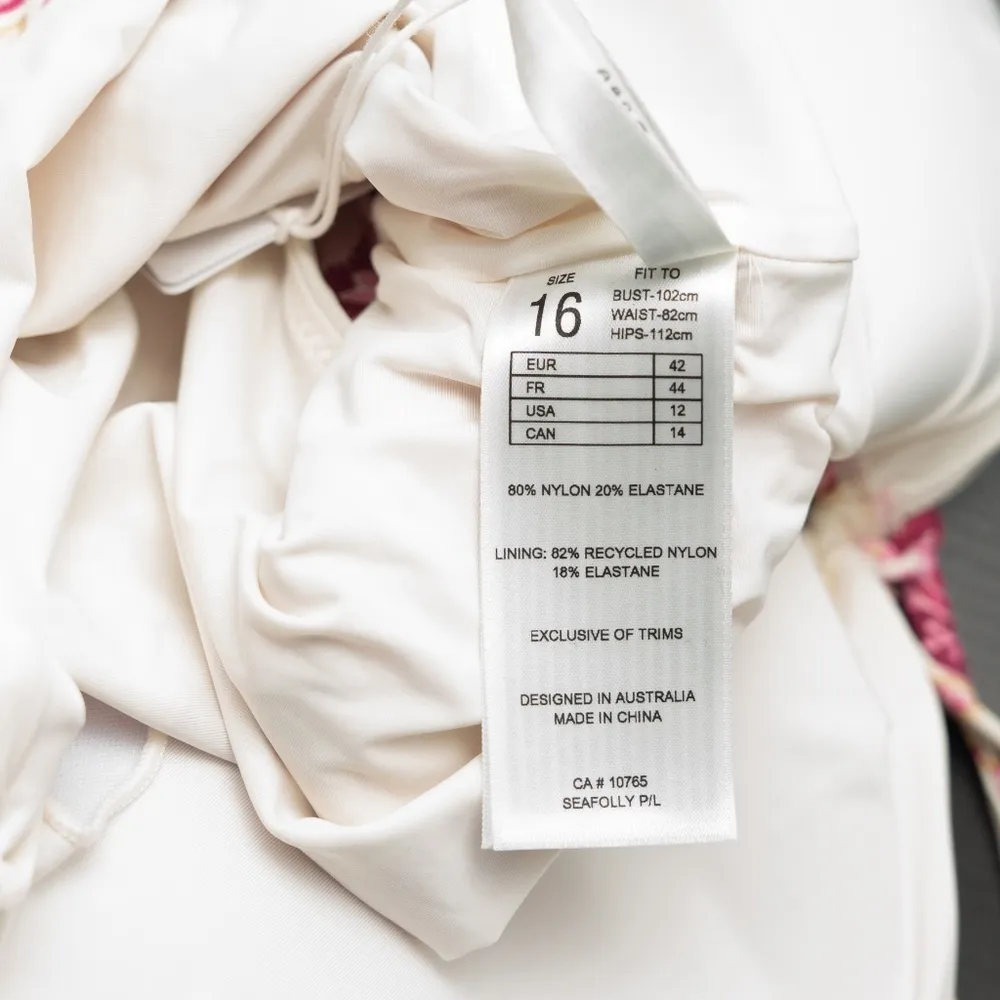 SIZE
16
FIT TO
BUST-102cm
WAIST-82cm
HIPS-112cm
EUR 42
FR 44
USA 12
CAN 14
80% NYLON 20% ELASTANE
LINING: 82% RECYCLED NYLON
18% ELASTANE
EXCLUSIVE OF TRIMS
DESIGNED IN AUSTRALIA
MADE IN CHINA
CA # 10765
SEAFOLLY P/L